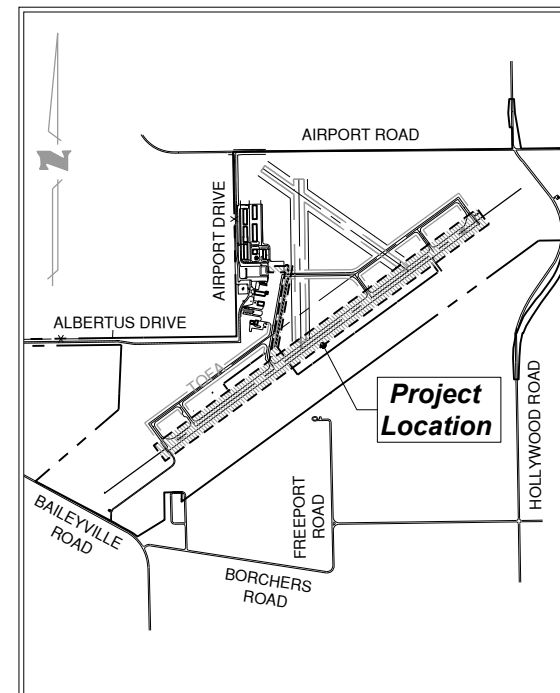 N
AIRPORT ROAD
AIRPORT DRIVE
ALBERTUS DRIVE
TOFA
Project
Location
HOLLYWOOD ROAD
FREEPORT
ROAD
BAILEYVILLE
ROAD
BORCHERS
ROAD